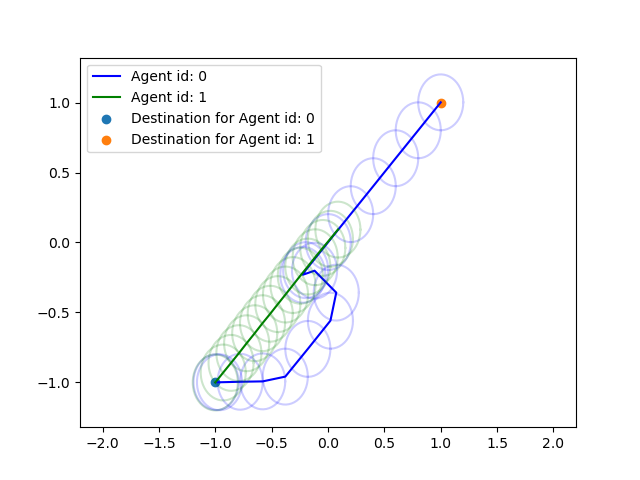 Agent id: 0
Agent id: 1
Destination for Agent id: 0
Destination for Agent id: 1
1.0
0.5
0.0
−0.5
−1.0
−2.0 −1.5 −1.0 −0.5 0.0 0.5 1.0 1.5 2.0